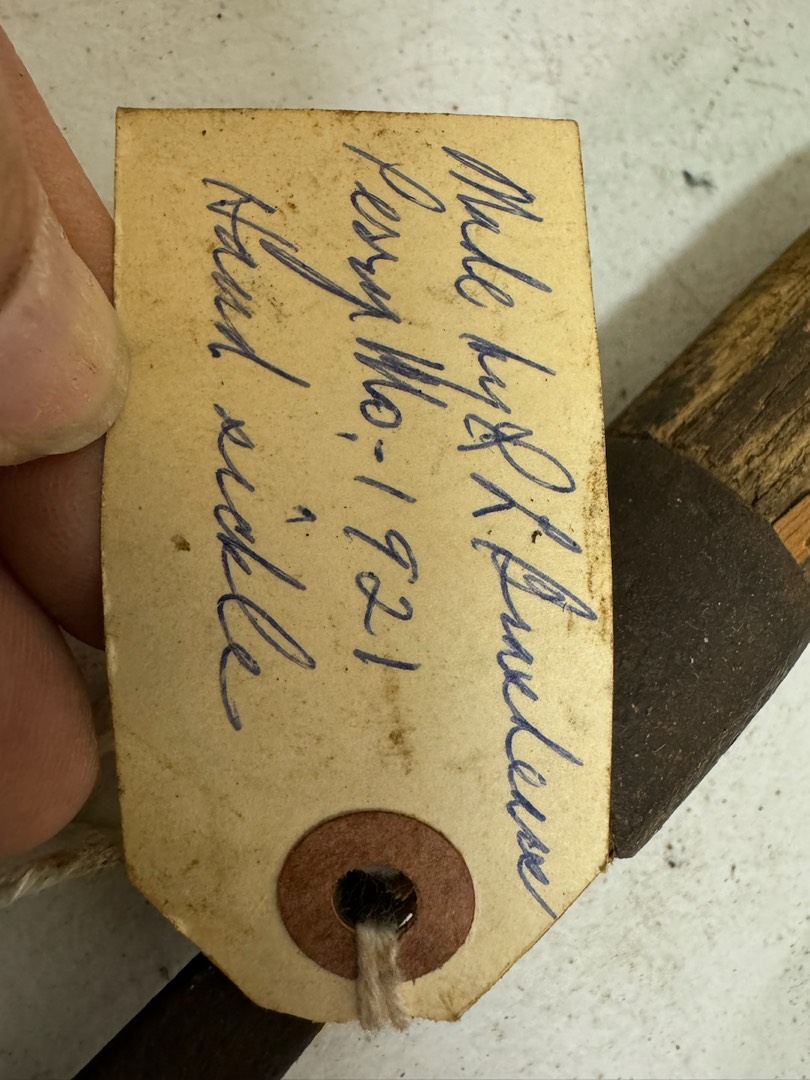 Made by R L
Perry Mo. - 1921
Hand sickle